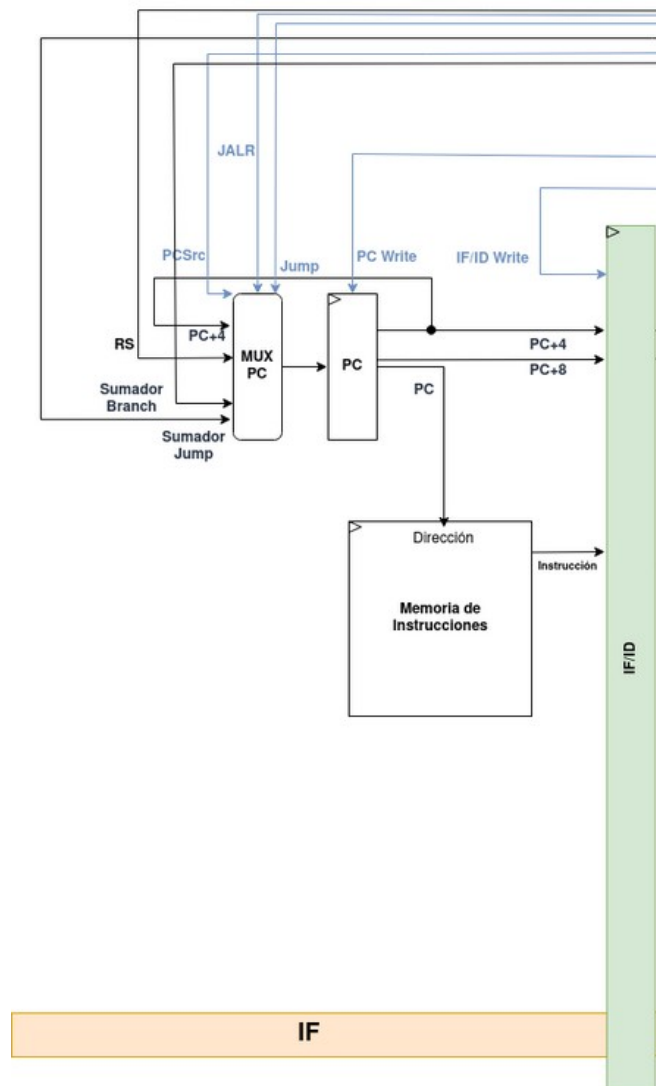 JALR
PCSrc
Jump
PC Write
IF/ID Write
PC+4
RS
MUX
PC
PC
PC+4
PC+8
PC
Sumador
Branch
Sumador
Jump
Dirección
Instrucción
Memoria de
Instrucciones
IF/ID
IF